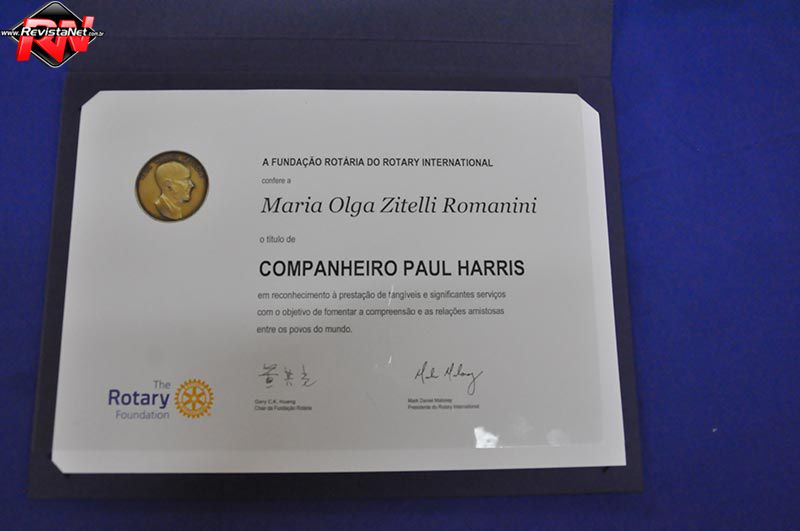 RN
www.RevistaNet.com.br
A FUNDAÇÃO ROTÁRIA DO ROTARY INTERNATIONAL
confere a
Maria Olga Zitelli Romanini
o título de
COMPANHEIRO PAUL HARRIS
em reconhecimento à prestação de tangíveis e significantes serviços
com o objetivo de fomentar a compreensão e as relações amistosas
entre os povos do mundo.
Gary C.K. Huang
Chair da Fundação Rotária
Mark Daniel Maloney
Presidente do Rotary International
The
Rotary
Foundation